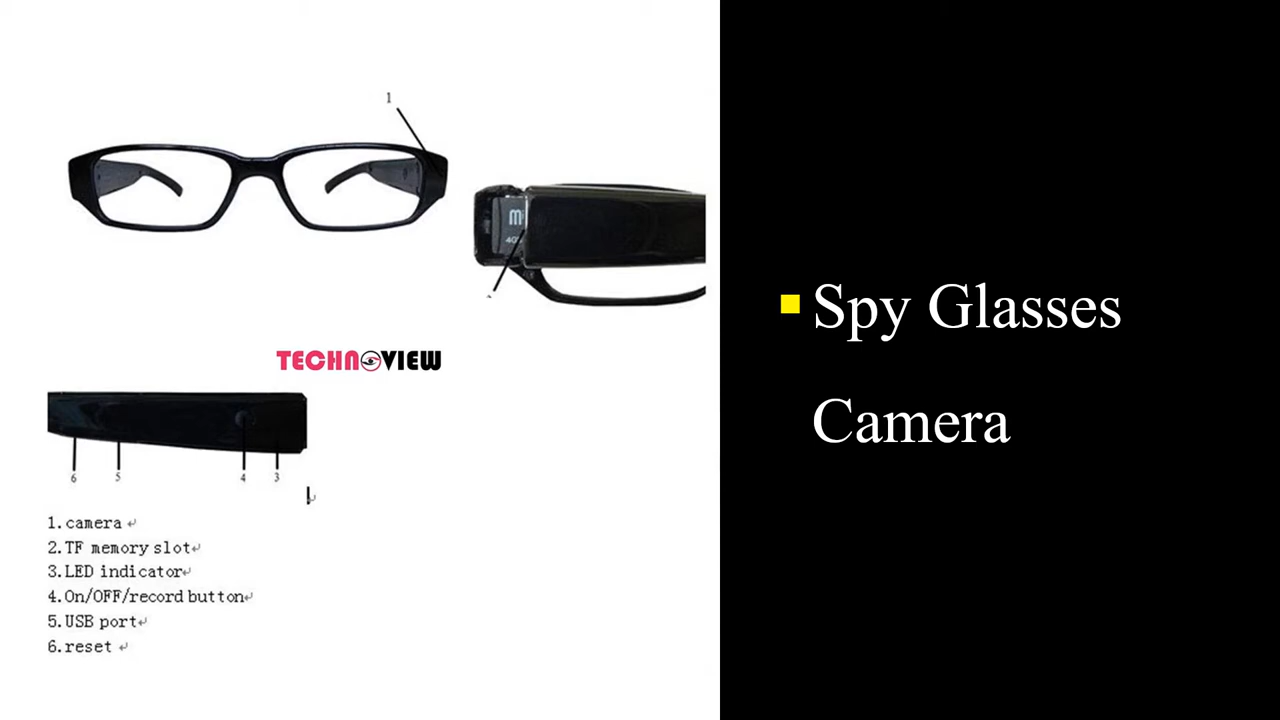 1
m
4G
TECHNOVIEW
6 5 4 3
1.camera
2.TF memory slot
3.LED indicator
4.On/OFF/record button
5.USB port
6.reset
Spy Glasses
Camera